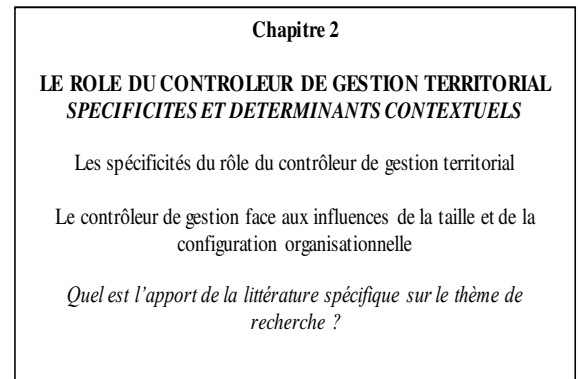 Chapitre 2
LE ROLE DU CONTROLEUR DE GESTION TERRITORIAL
SPECIFICITES ET DETERMINANTS CONTEXTUELS
Les spécificités du rôle du contrôleur de gestion territorial
Le contrôleur de gestion face aux influences de la taille et de la
configuration organisationnelle
Quel est l'apport de la littérature spécifique sur le thème de
recherche ?